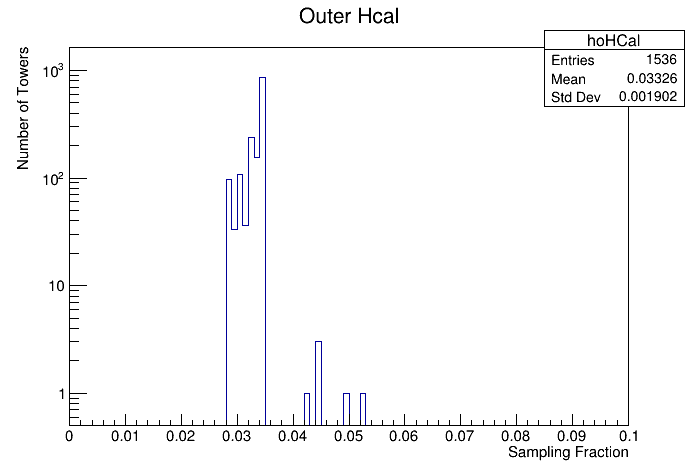 Outer Hcal
hoHCal
Entries 1536
Mean 0.03326
Std Dev 0.001902
Number of Towers
10³
10²
10
1
0 0.01 0.02 0.03 0.04 0.05 0.06 0.07 0.08 0.09 0.1
Sampling Fraction